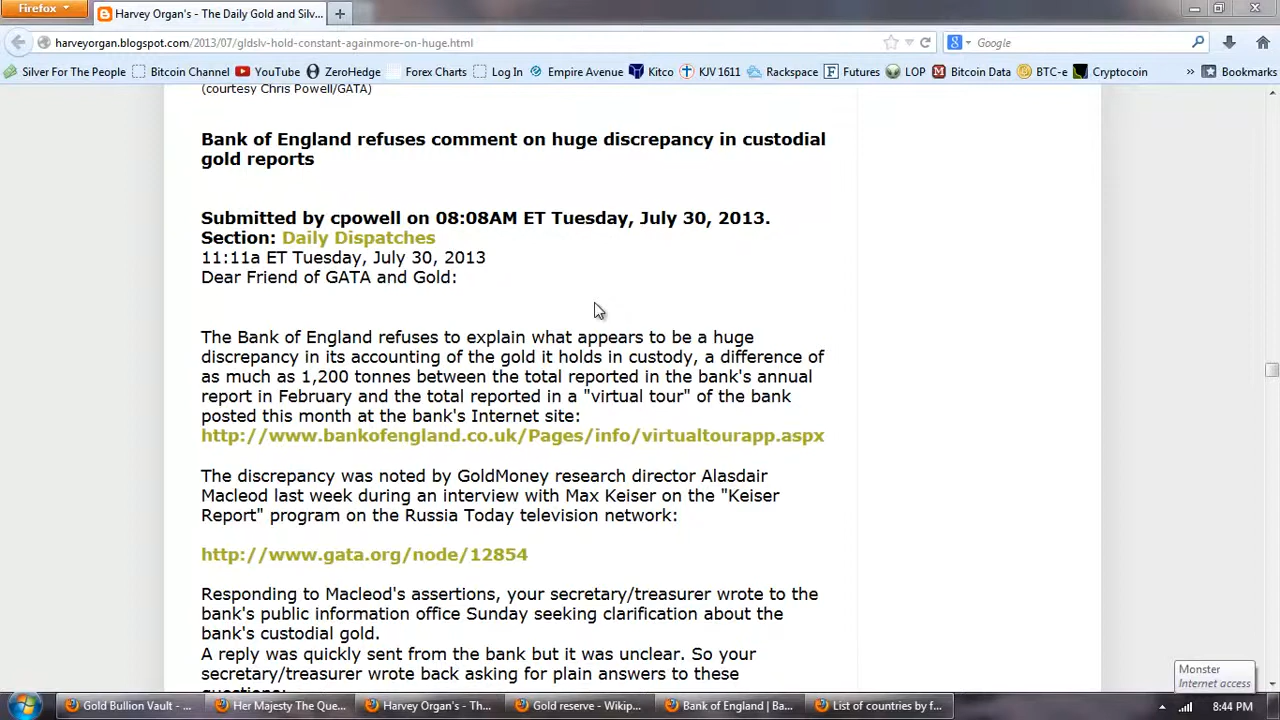 Firefox
Harvey Organ's - The Daily Gold and Silv...
harveyorgan.blogspot.com/2013/07/gldslv-hold-constant-againmore-on-huge.html
Google
Silver For The People Bitcoin Channel YouTube ZeroHedge Forex Charts Log In Empire Avenue Kitco KJV 1611 Rackspace Futures LOP Bitcoin Data BTC-e Cryptocoin » Bookmarks
(courtesy Chris Powell/GATA)
Bank of England refuses comment on huge discrepancy in custodial
gold reports
Submitted by cpowell on 08:08AM ET Tuesday, July 30, 2013.
Section: Daily Dispatches
11:11a ET Tuesday, July 30, 2013
Dear Friend of GATA and Gold:
The Bank of England refuses to explain what appears to be a huge
discrepancy in its accounting of the gold it holds in custody, a difference of
as much as 1,200 tonnes between the total reported in the bank's annual
report in February and the total reported in a "virtual tour" of the bank
posted this month at the bank's Internet site:
http://www.bankofengland.co.uk/Pages/info/virtualtourapp.aspx
The discrepancy was noted by GoldMoney research director Alasdair
Macleod last week during an interview with Max Keiser on the "Keiser
Report" program on the Russia Today television network:
http://www.gata.org/node/12854
Responding to Macleod's assertions, your secretary/treasurer wrote to the
bank's public information office Sunday seeking clarification about the
bank's custodial gold.
A reply was quickly sent from the bank but it was unclear. So your
secretary/treasurer wrote back asking for plain answers to these
questions:
Monster
Internet access
Gold Bullion Vault - ... Her Majesty The Que... Harvey Organ's - Th... Gold reserve - Wikip... Bank of England | Ba... List of countries by f... 8:44 PM